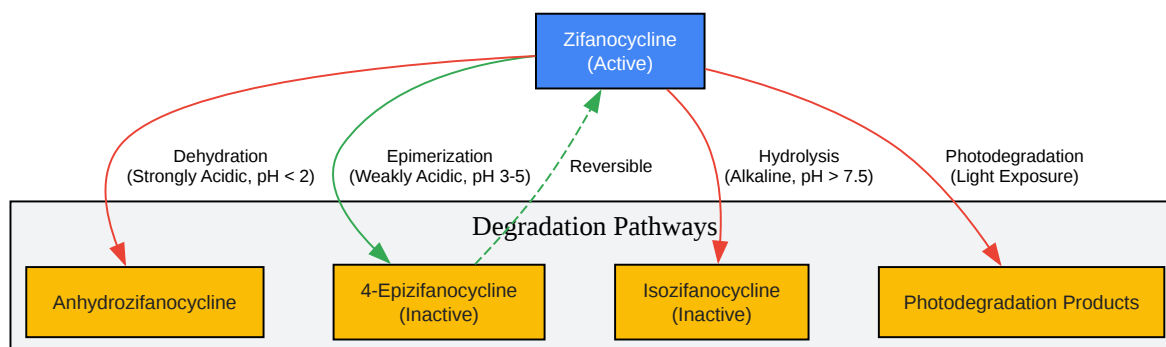 Zifanocycline
(Active)
Dehydration
(Strongly Acidic, pH < 2)
Epimerization
(Weakly Acidic, pH 3-5)
Reversible
Hydrolysis
(Alkaline, pH > 7.5)
Photodegradation
(Light Exposure)
Degradation Pathways
Anhydrozifanocycline
4-Epizifanocycline
(Inactive)
Isozifanocycline
(Inactive)
Photodegradation Products